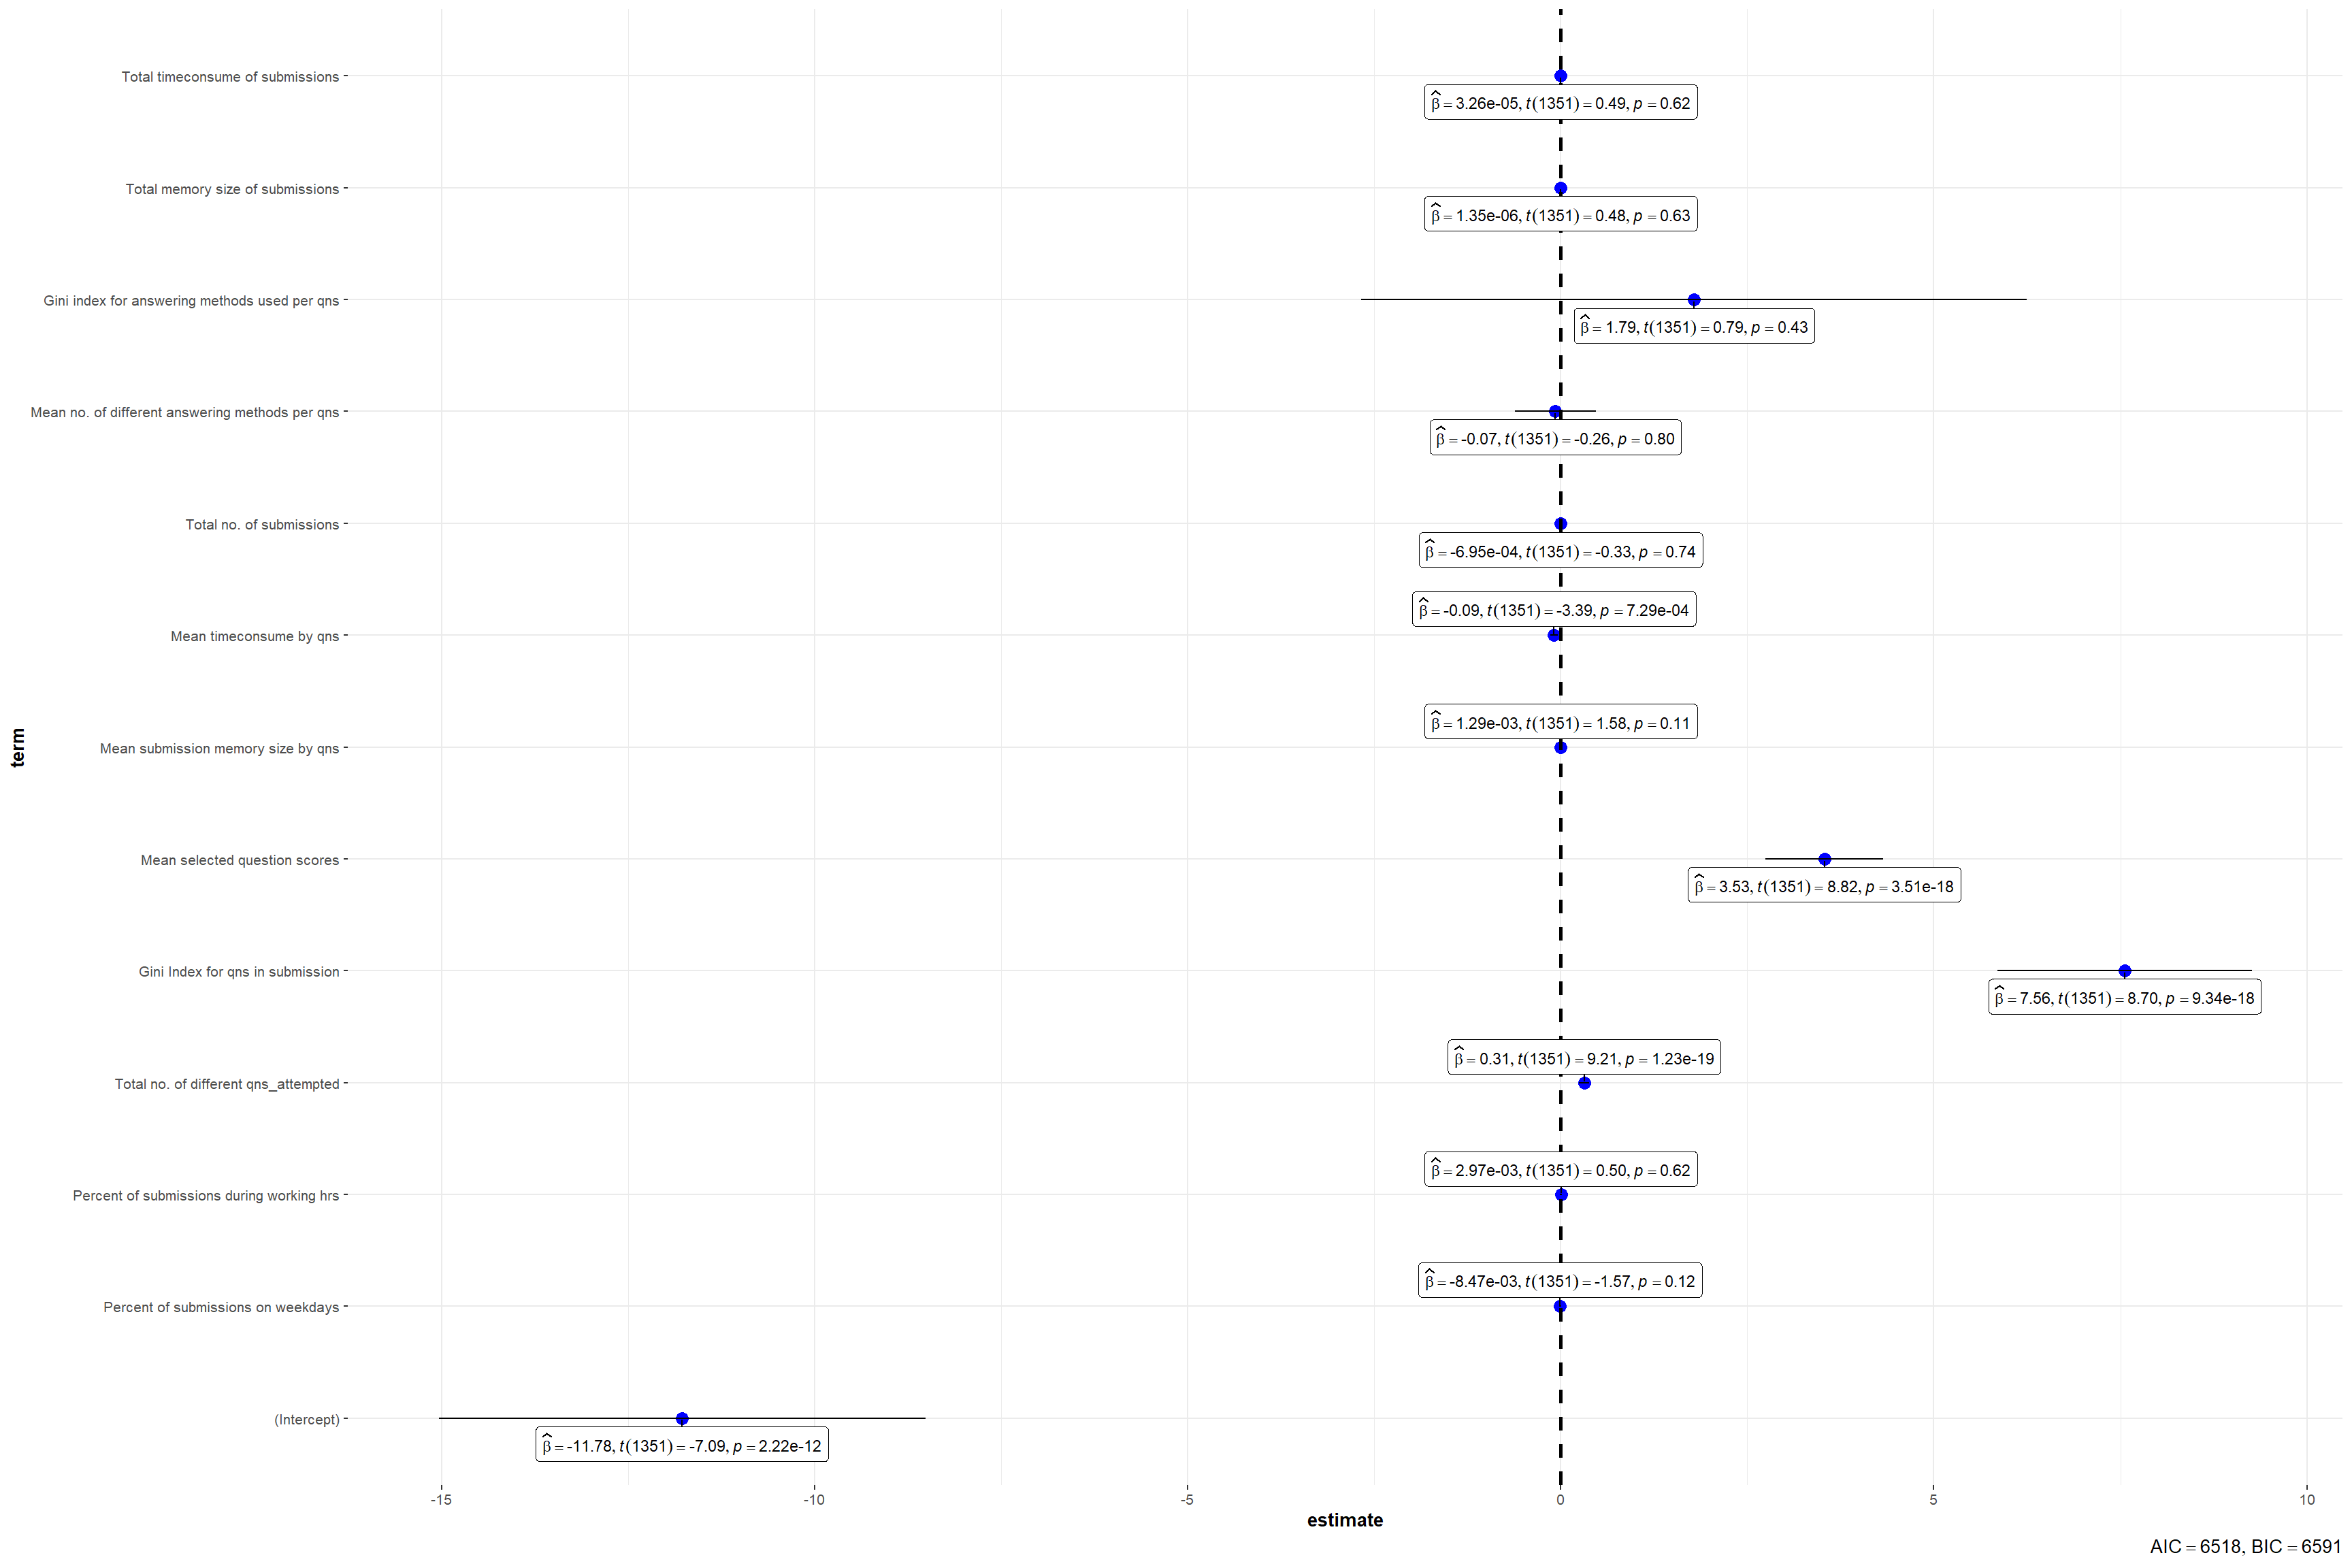 term
Total timeconsume of submissions
β̂ = 3.26e-05, t(1351) = 0.49, p = 0.62
Total memory size of submissions
β̂ = 1.35e-06, t(1351) = 0.48, p = 0.63
Gini index for answering methods used per qns
β̂ = 1.79, t(1351) = 0.79, p = 0.43
Mean no. of different answering methods per qns
β̂ = -0.07, t(1351) = -0.26, p = 0.80
Total no. of submissions
β̂ = -6.95e-04, t(1351) = -0.33, p = 0.74
β̂ = -0.09, t(1351) = -3.39, p = 7.29e-04
Mean timeconsume by qns
β̂ = 1.29e-03, t(1351) = 1.58, p = 0.11
Mean submission memory size by qns
Mean selected question scores
β̂ = 3.53, t(1351) = 8.82, p = 3.51e-18
Gini Index for qns in submission
β̂ = 7.56, t(1351) = 8.70, p = 9.34e-18
β̂ = 0.31, t(1351) = 9.21, p = 1.23e-19
Total no. of different qns_attempted
β̂ = 2.97e-03, t(1351) = 0.50, p = 0.62
Percent of submissions during working hrs
β̂ = -8.47e-03, t(1351) = -1.57, p = 0.12
Percent of submissions on weekdays
(Intercept)
β̂ = -11.78, t(1351) = -7.09, p = 2.22e-12
-15 -10 -5 0 5 10
estimate
AIC = 6518, BIC = 6591